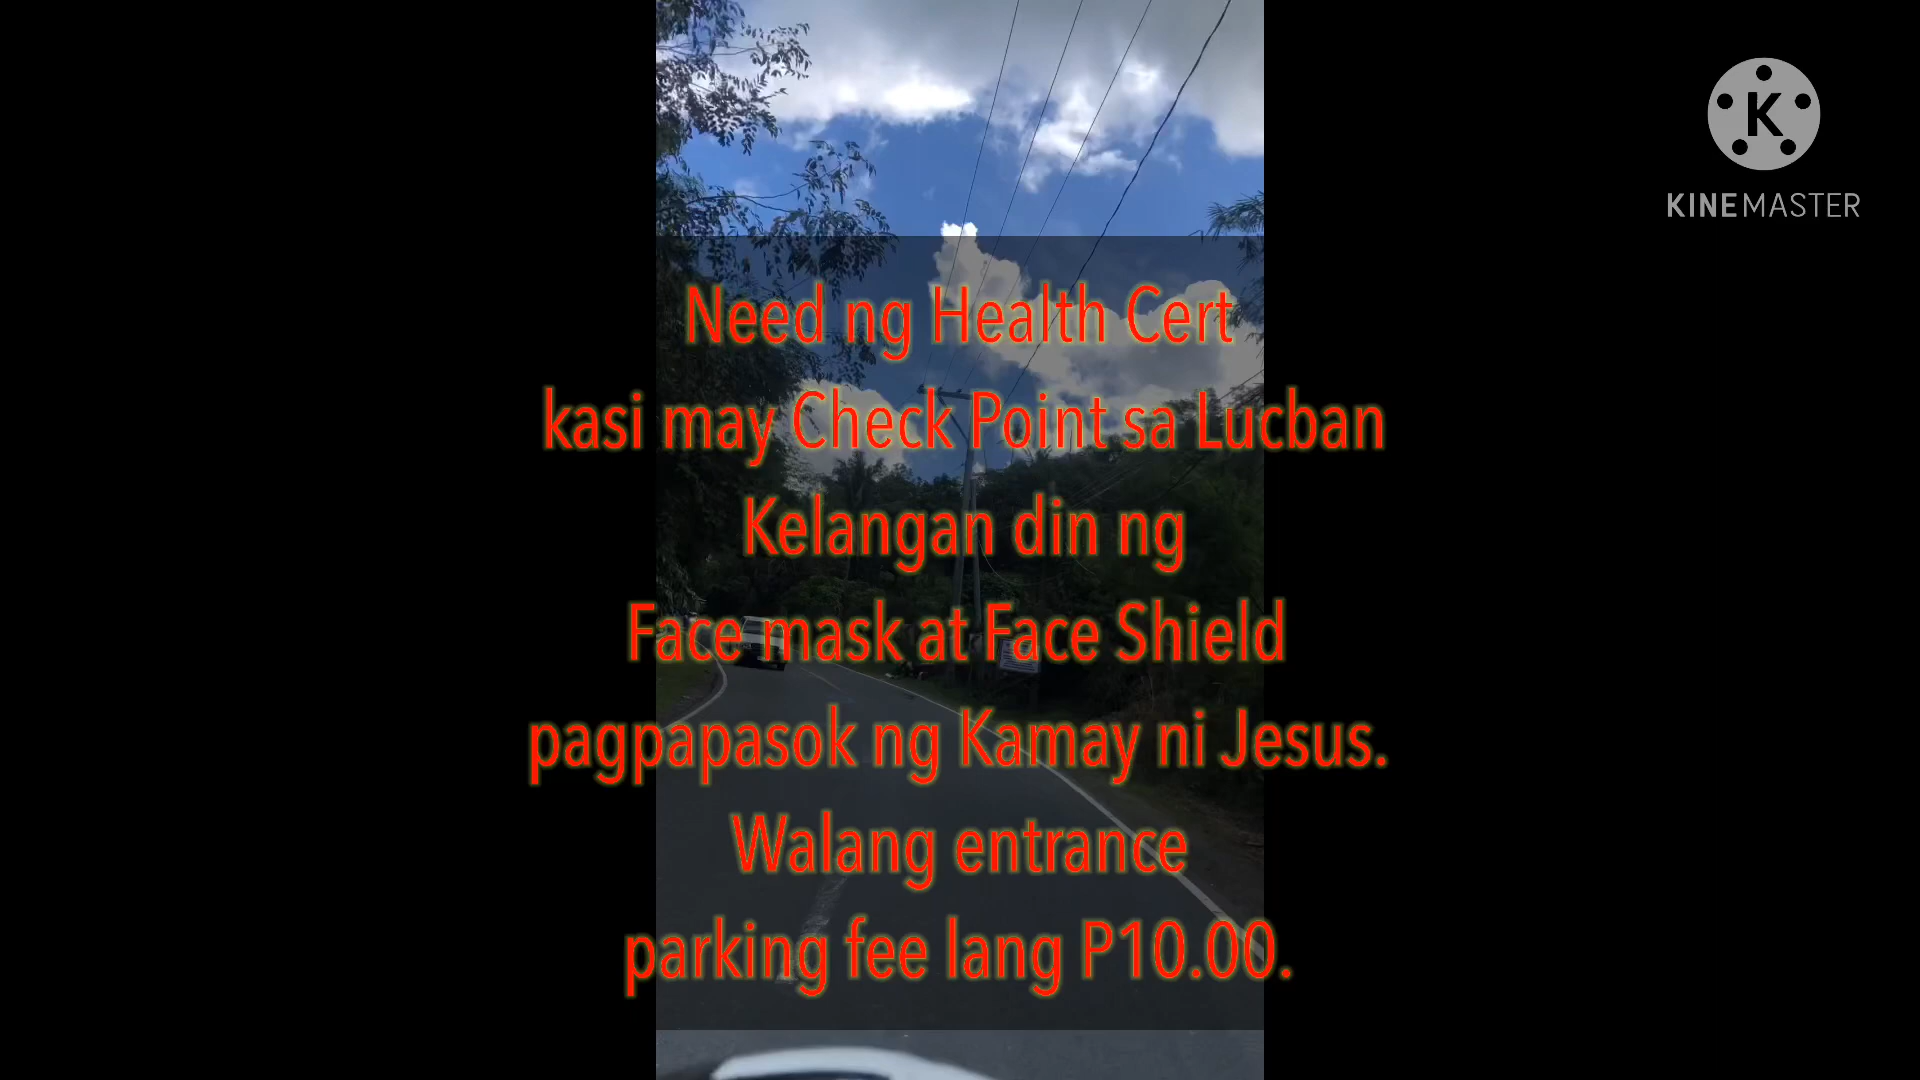 K
KINEMASTER
Need ng Health Cert
kasi may Check Point sa Lucban
Kelangan din ng
Face mask at Face Shield
pagpapasok ng Kamay ni Jesus.
Walang entrance
parking fee lang P10.00.